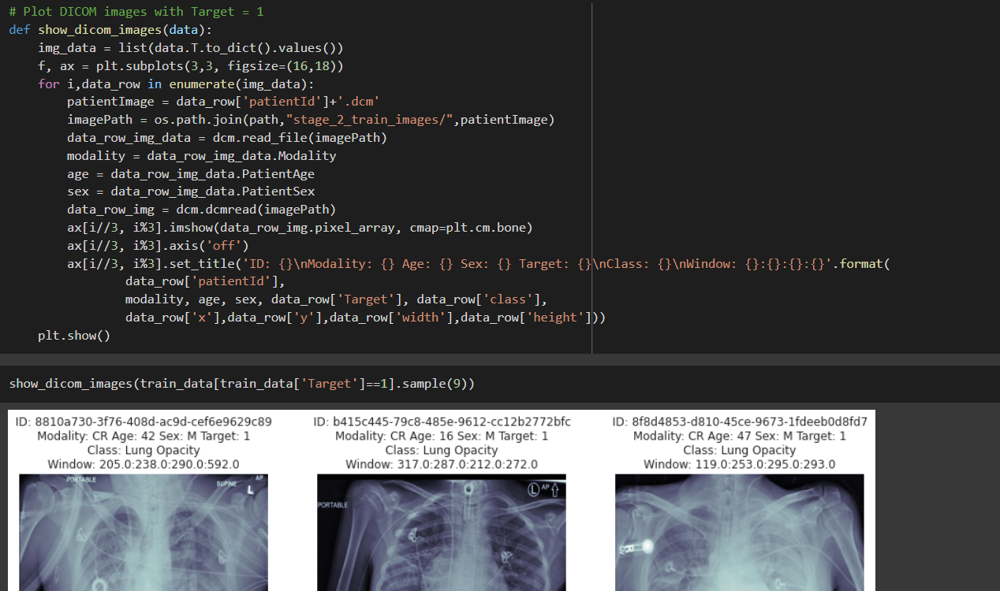 # Plot DICOM images with Target = 1
def show_dicom_images(data):
    img_data = list(data.T.to_dict().values())
    f, ax = plt.subplots(3,3, figsize=(16,18))
    for i,data_row in enumerate(img_data):
        patientImage = data_row['patientId']+'.dcm'
        imagePath = os.path.join(path,"stage_2_train_images/",patientImage)
        data_row_img_data = dcm.read_file(imagePath)
        modality = data_row_img_data.Modality
        age = data_row_img_data.PatientAge
        sex = data_row_img_data.PatientSex
        data_row_img = dcm.dcmread(imagePath)
        ax[i//3, i%3].imshow(data_row_img.pixel_array, cmap=plt.cm.bone)
        ax[i//3, i%3].axis('off')
        ax[i//3, i%3].set_title('ID: {}\nModality: {} Age: {} Sex: {} Target: {}\nClass: {}\nWindow: {}:{}:{}:{}'.format(
                data_row['patientId'],
                modality, age, sex, data_row['Target'], data_row['class'],
                data_row['x'],data_row['y'],data_row['width'],data_row['height']))
    plt.show()
show_dicom_images(train_data[train_data['Target']==1].sample(9))
ID: 8810a730-3f76-408d-ac9d-cef6e9629c89
Modality: CR Age: 42 Sex: M Target: 1
Class: Lung Opacity
Window: 205.0:238.0:290.0:592.0
PORTABLE
SUPINE
AP
L
ID: b415c445-79c8-485e-9612-cc12b2772bfc
Modality: CR Age: 16 Sex: M Target: 1
Class: Lung Opacity
Window: 317.0:287.0:212.0:272.0
L AP
PORTABLE
ID: 8f8d4853-d810-45ce-9673-1fdeeb0d8fd7
Modality: CR Age: 47 Sex: M Target: 1
Class: Lung Opacity
Window: 119.0:253.0:295.0:293.0